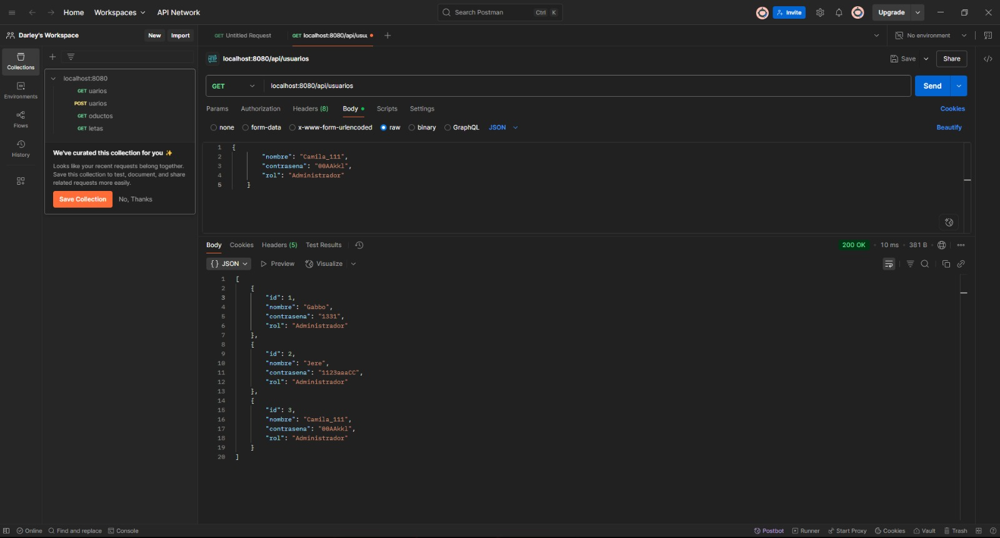 Home Workspaces API Network Search Postman Ctrl K Invite Upgrade
Darley's Workspace New Import GET Untitled Request GET localhost:8080/api/usu No environment
localhost:8080/api/usuarios Save Share
Collections
Environments
Flows
History
localhost:8080
GET uarios
POST uarios
GET oductos
GET letas
We've curated this collection for you ✨
Looks like your recent requests belong together.
Save this collection to test, document, and share
related requests more easily.
Save Collection No, Thanks
GET localhost:8080/api/usuarios Send
Params Authorization Headers (8) Body Scripts Settings Cookies
none form-data x-www-form-urlencoded raw binary GraphQL JSON Beautify
1 {
2 "nombre": "Camila_111",
3 "contrasena": "00AAkkl",
4 "rol": "Administrador"
5 }
Body Cookies Headers (5) Test Results 200 OK 10 ms 381 B
{} JSON Preview Visualize
1 [
2 {
3 "id": 1,
4 "nombre": "Gabbo",
5 "contrasena": "1331",
6 "rol": "Administrador"
7 },
8 {
9 "id": 2,
10 "nombre": "Jere",
11 "contrasena": "1123aaaCC",
12 "rol": "Administrador"
13 },
14 {
15 "id": 3,
16 "nombre": "Camila_111",
17 "contrasena": "00AAkkl",
18 "rol": "Administrador"
19 }
20 ]
Online Find and replace Console Postbot Runner Start Proxy Cookies Vault Trash